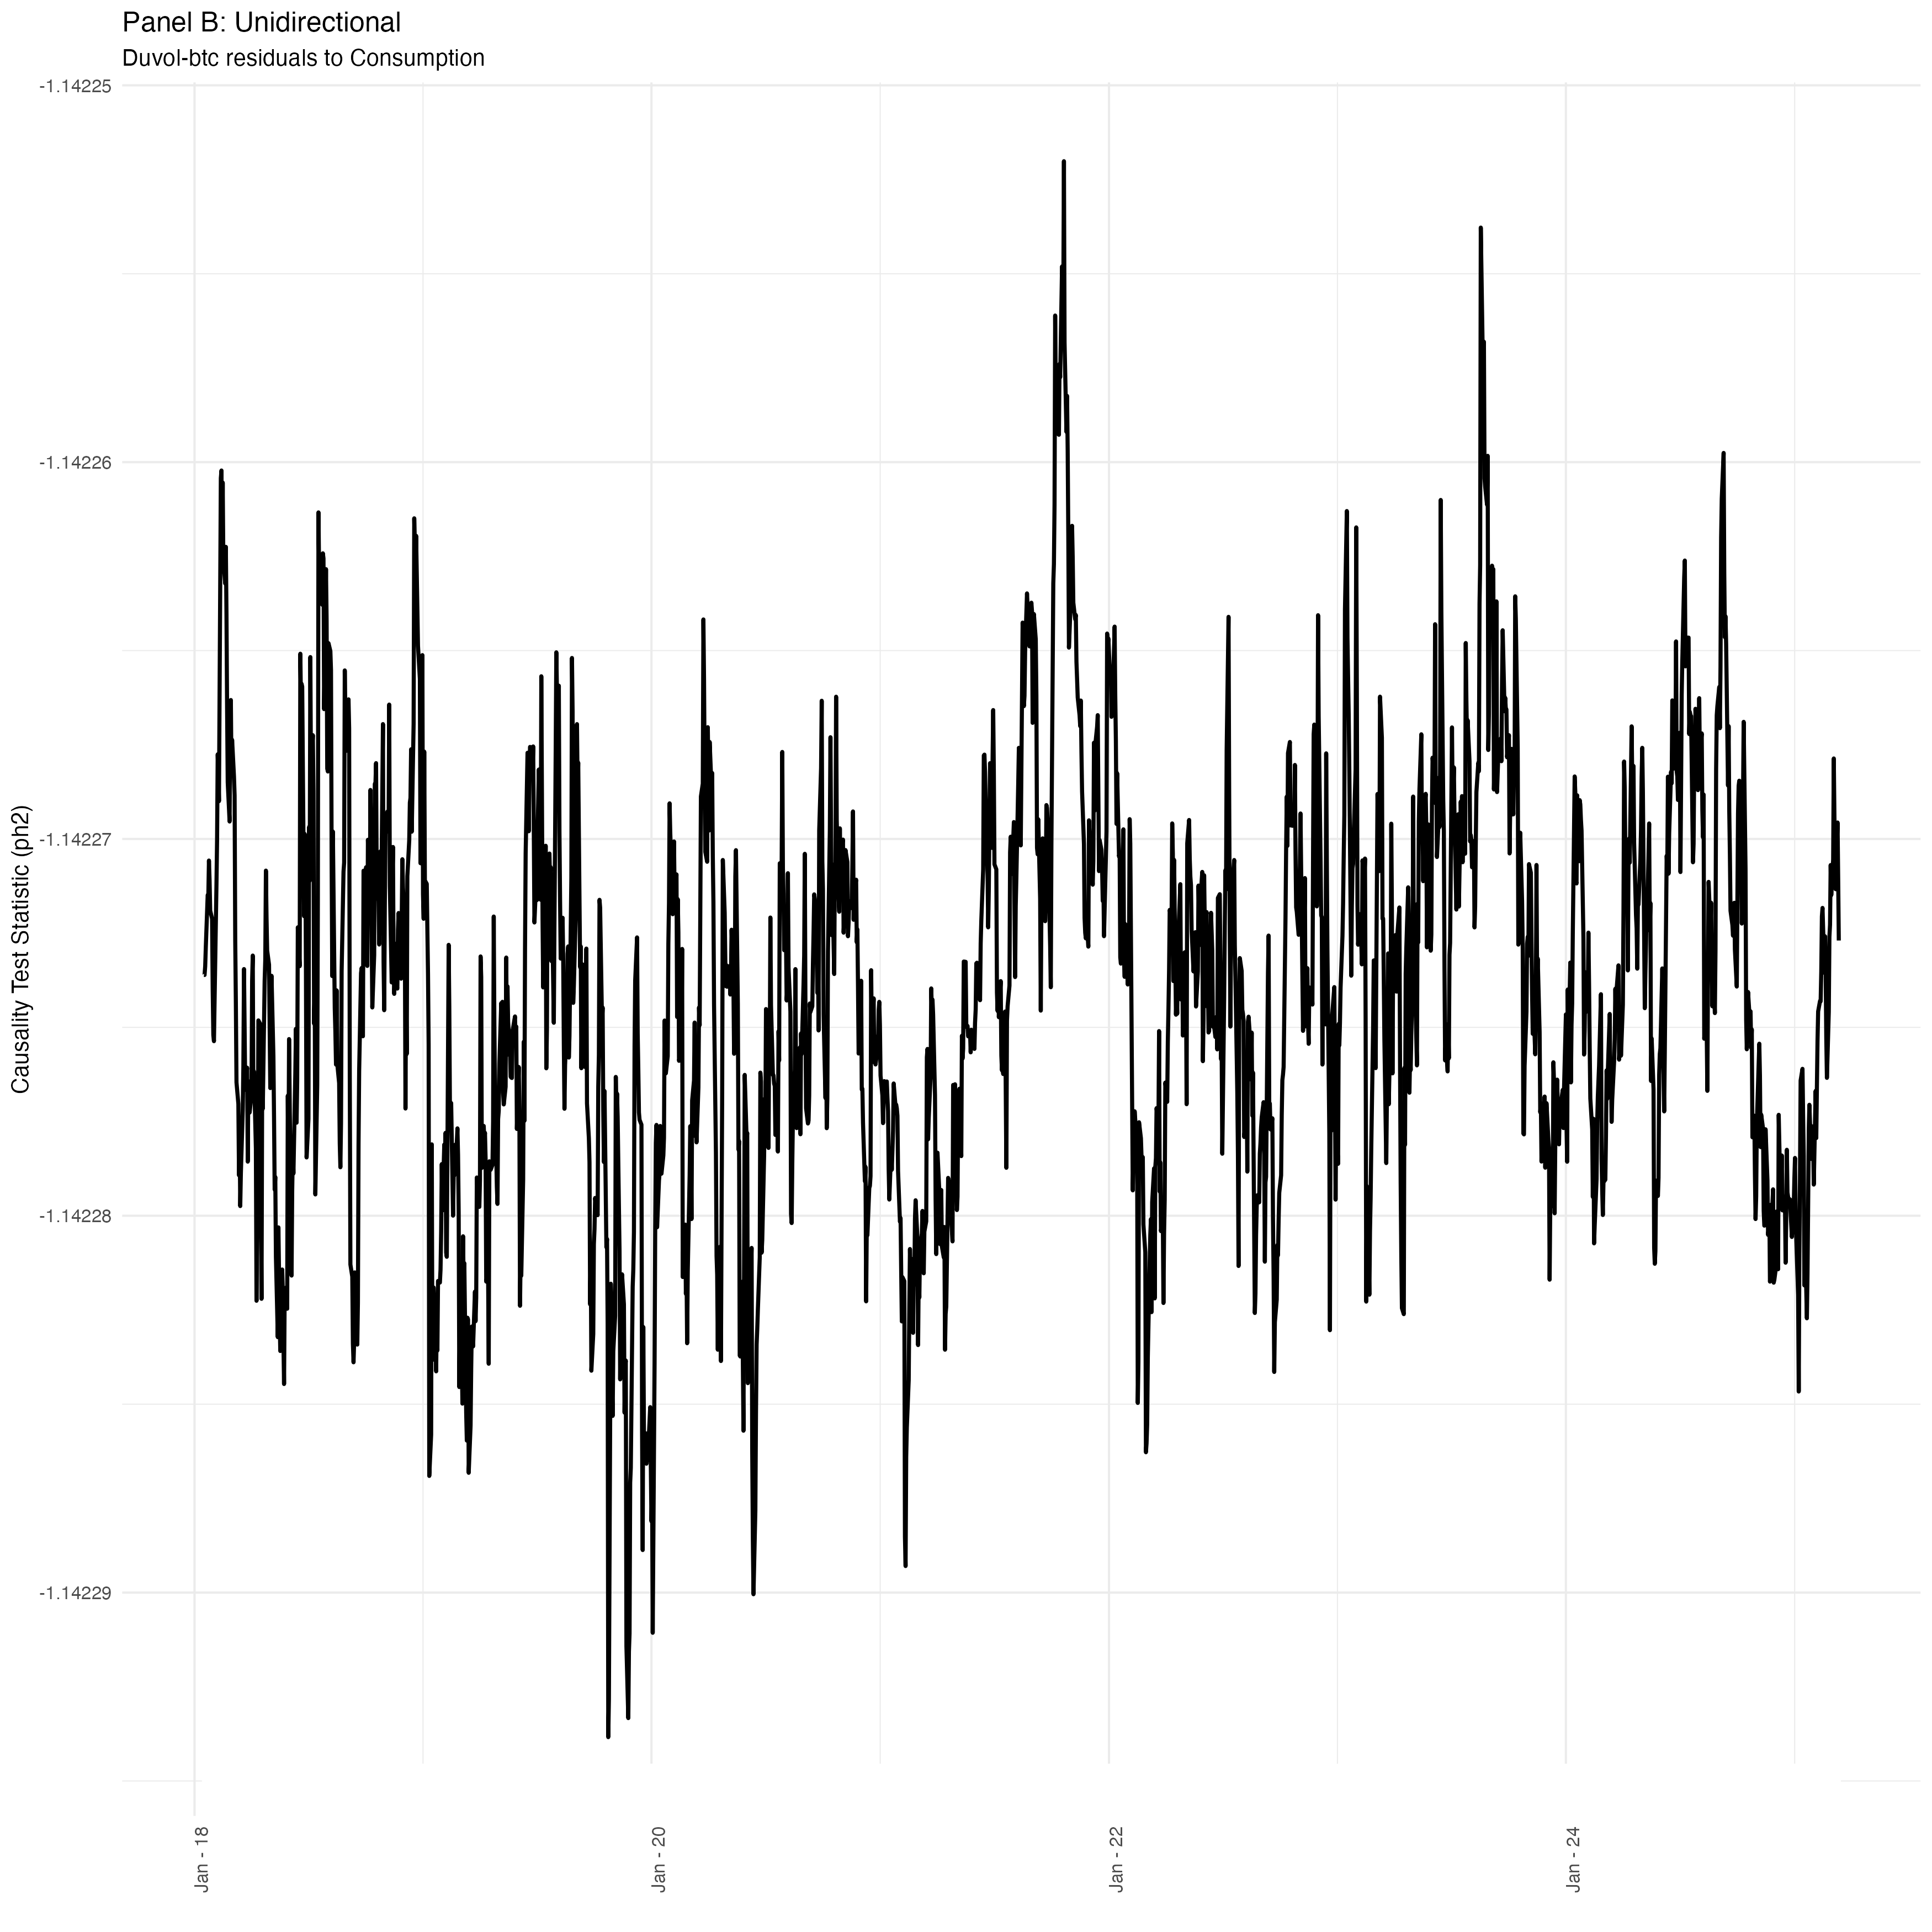 Panel B: Unidirectional
Duvol-btc residuals to Consumption
Causality Test Statistic (ph2)
-1.14225
-1.14226
-1.14227
-1.14228
-1.14229
Jan - 18
Jan - 20
Jan - 22
Jan - 24